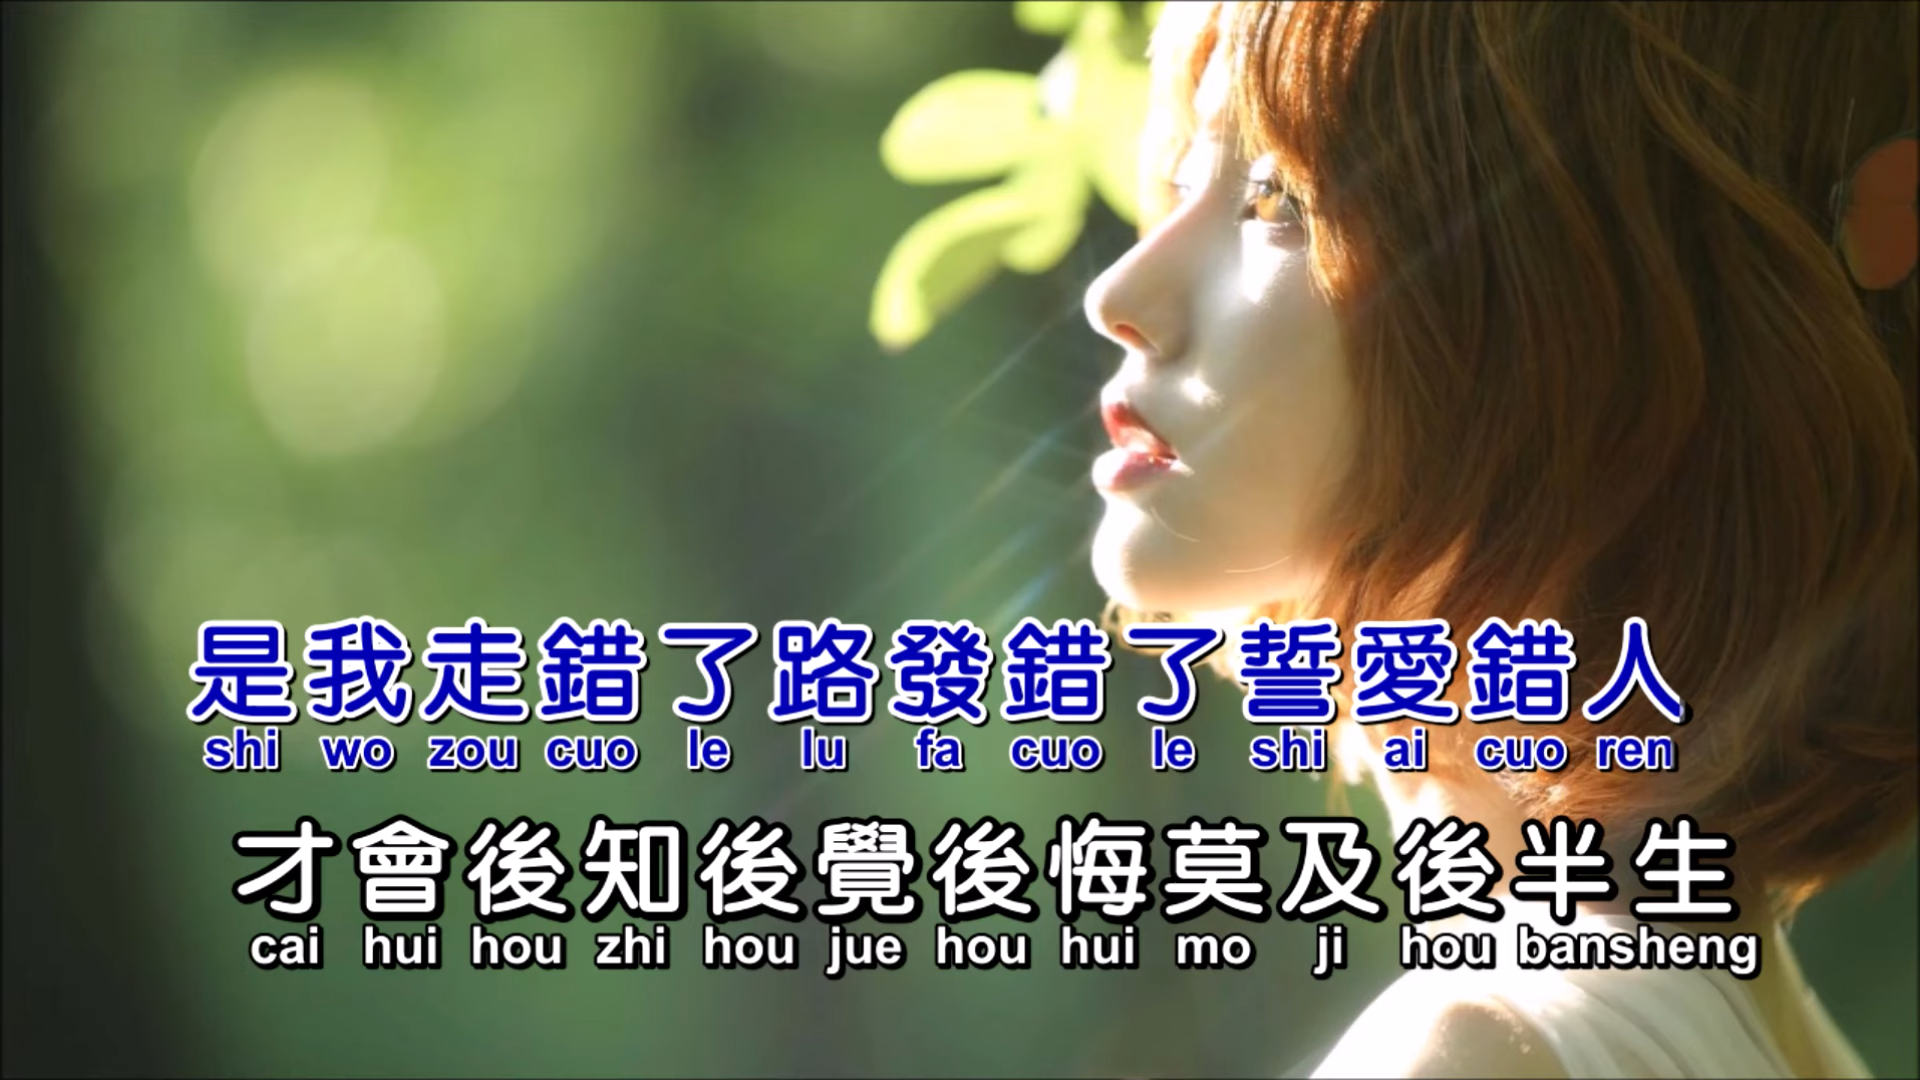 是我走錯了路發錯了誓愛錯人
shi wo zou cuo le lu fa cuo le shi ai cuo ren
才會後知後覺後悔莫及後半生
cai hui hou zhi hou jue hou hui mo ji hou bansheng